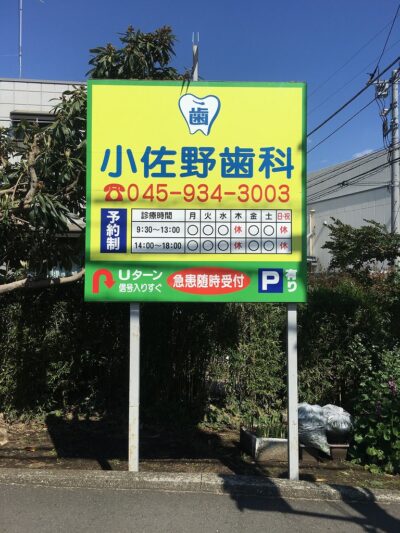 歯
小佐野歯科
☎045-934-3003
予約制
診療時間 月 火 水 木 金 土 日・祝
9:30〜13:00 ○ ○ ○ 休 ○ ○ 休
14:00〜18:00 ○ ○ ○ 休 ○ ○ 休
Uターン
信号入りすぐ
急患随時受付
P 有り